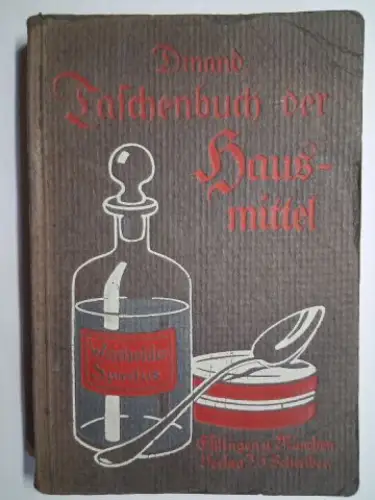 Dinand
Taschenbuch der
Haus-
mittel
Eßlingen u. München
Verlag J. F. Schreiber